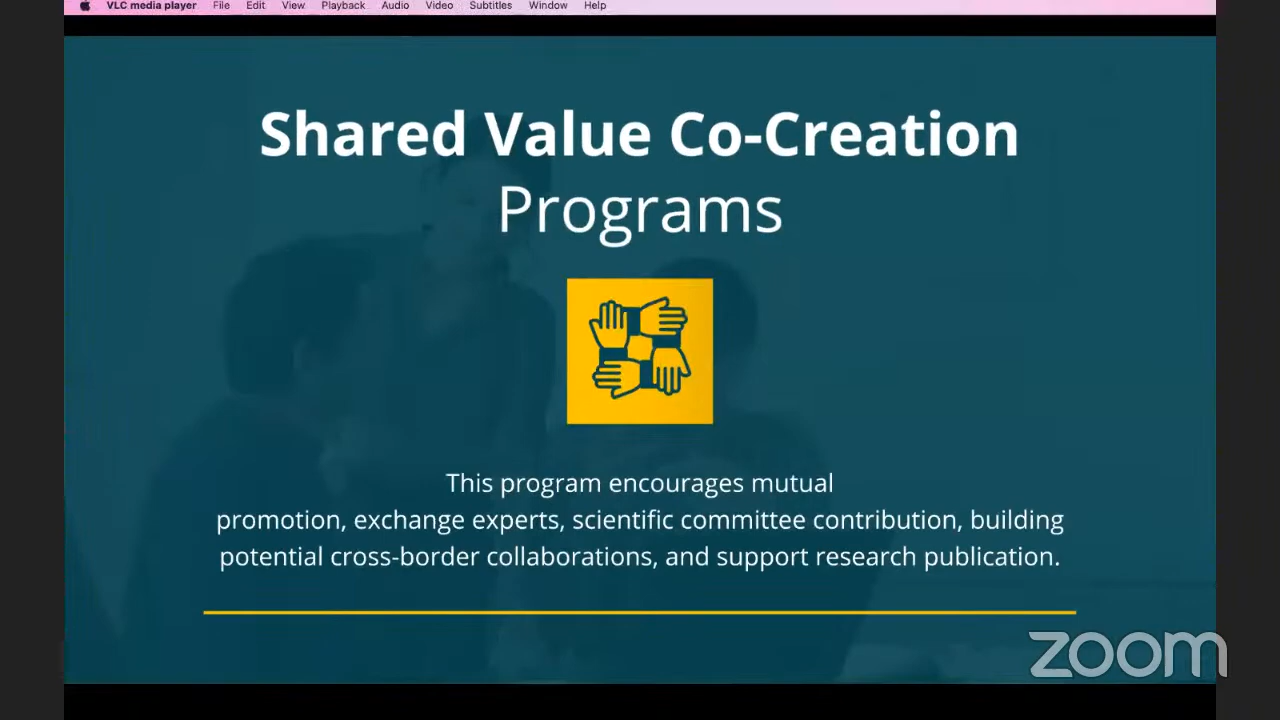 VLC media player File Edit View Playback Audio Video Subtitles Window Help
Shared Value Co-Creation
Programs
This program encourages mutual
promotion, exchange experts, scientific committee contribution, building
potential cross-border collaborations, and support research publication.
zoom